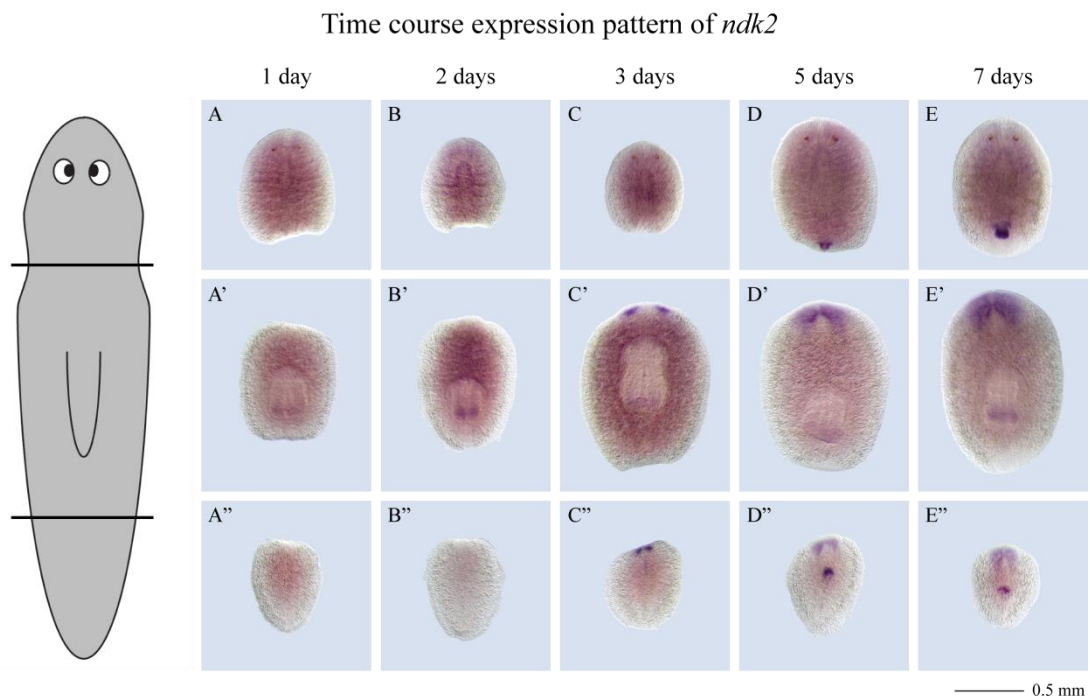 Time course expression pattern of ndk2
1 day 2 days 3 days 5 days 7 days
A B C D E
A’ B’ C’ D’ E’
A” B” C” D” E”
0.5 mm